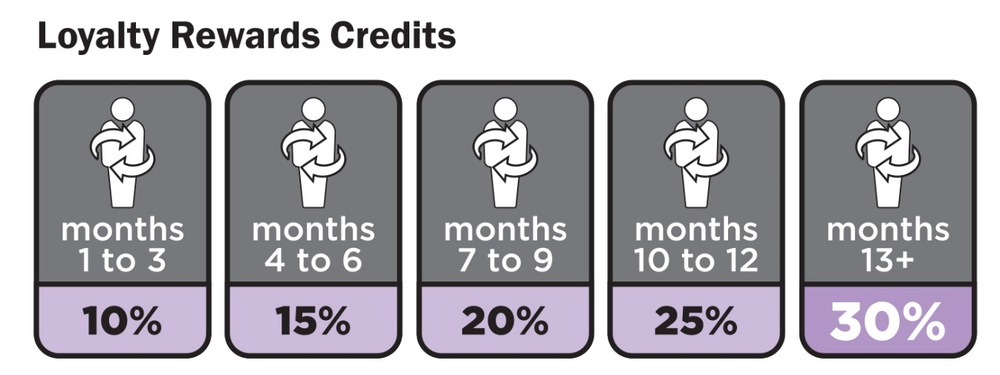 Loyalty Rewards Credits
months
1 to 3
10%
months
4 to 6
15%
months
7 to 9
20%
months
10 to 12
25%
months
13+
30%